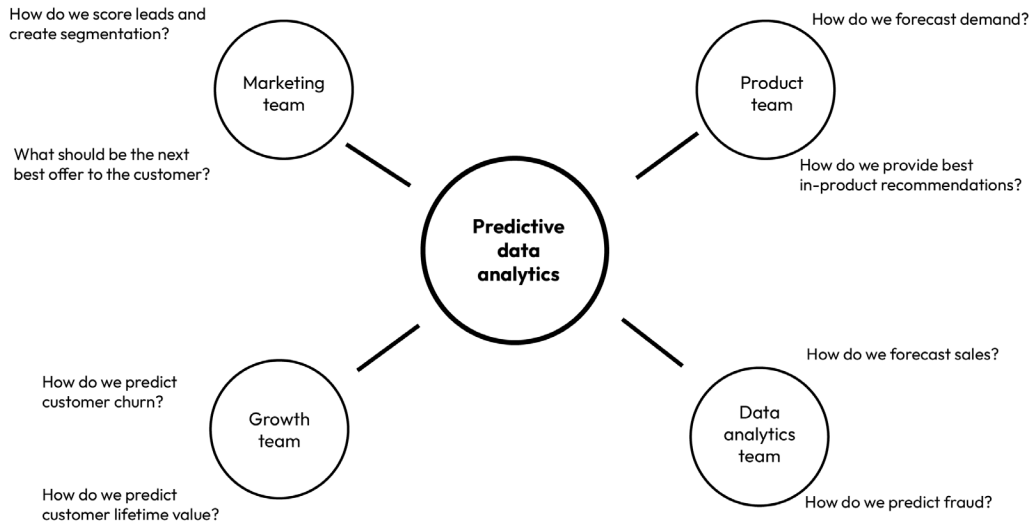 How do we score leads and
create segmentation?
Marketing
team
What should be the next
best offer to the customer?
How do we forecast demand?
Product
team
How do we provide best
in-product recommendations?
Predictive
data
analytics
How do we predict
customer churn?
Growth
team
How do we predict
customer lifetime value?
How do we forecast sales?
Data
analytics
team
How do we predict fraud?